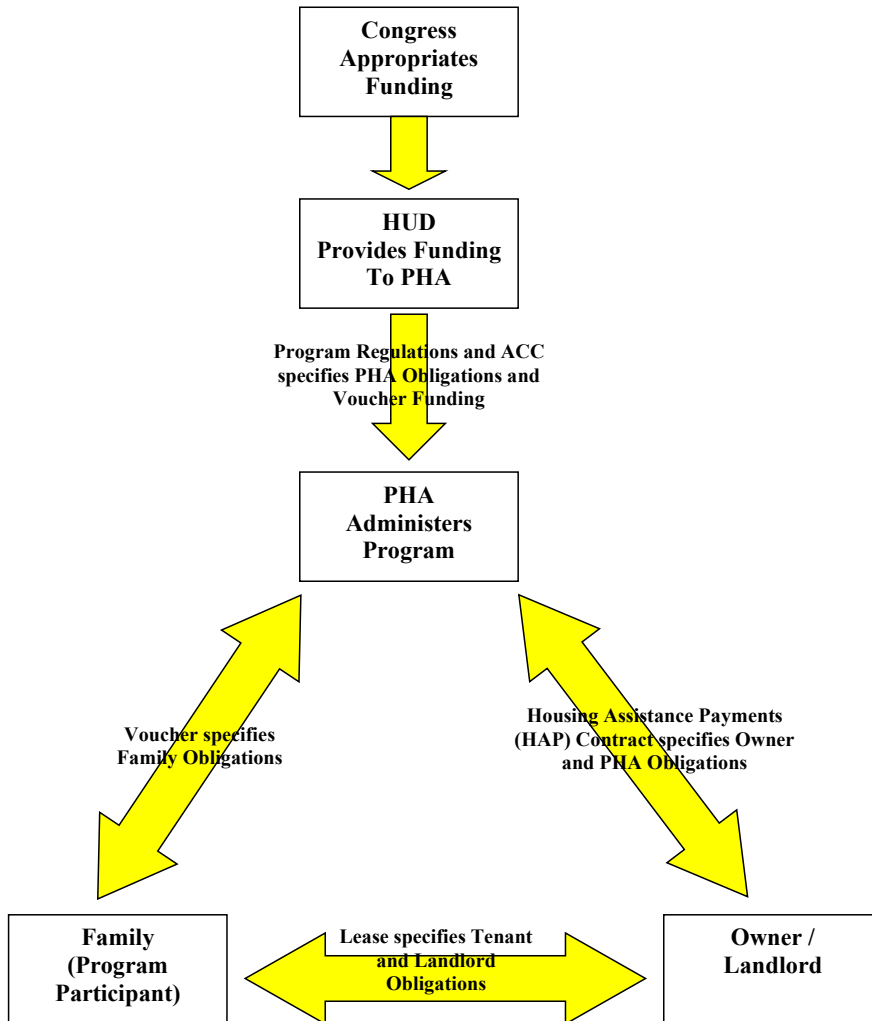 Congress
Appropriates
Funding
HUD
Provides Funding
To PHA
Program Regulations and ACC
specifies PHA Obligations and
Voucher Funding
PHA
Administers
Program
Voucher specifies
Family Obligations
Housing Assistance Payments
(HAP) Contract specifies Owner
and PHA Obligations
Family
(Program
Participant)
Lease specifies Tenant
and Landlord
Obligations
Owner /
Landlord